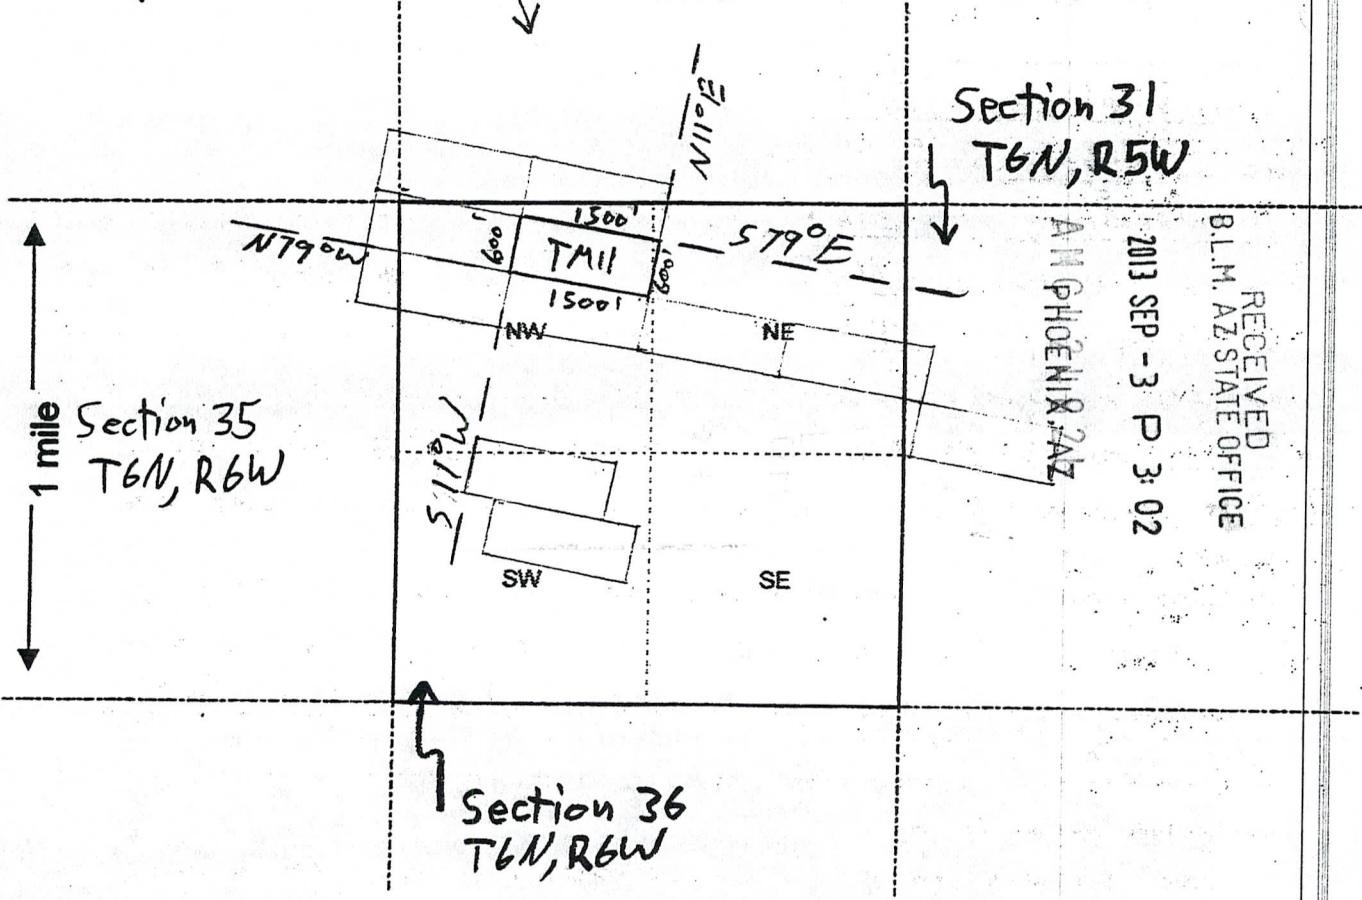 N11°E
Section 31
T6N, R5W
1500'
600'
TM11
600'
1500'
N79°W
S79°E
NW
NE
1 mile
Section 35
T6N, R6W
S11°W
SW
SE
Section 36
T6N, R6W
RECEIVED
B.L.M. AZ STATE OFFICE
2013 SEP -3 P 3:02
PHOENIX, AZ